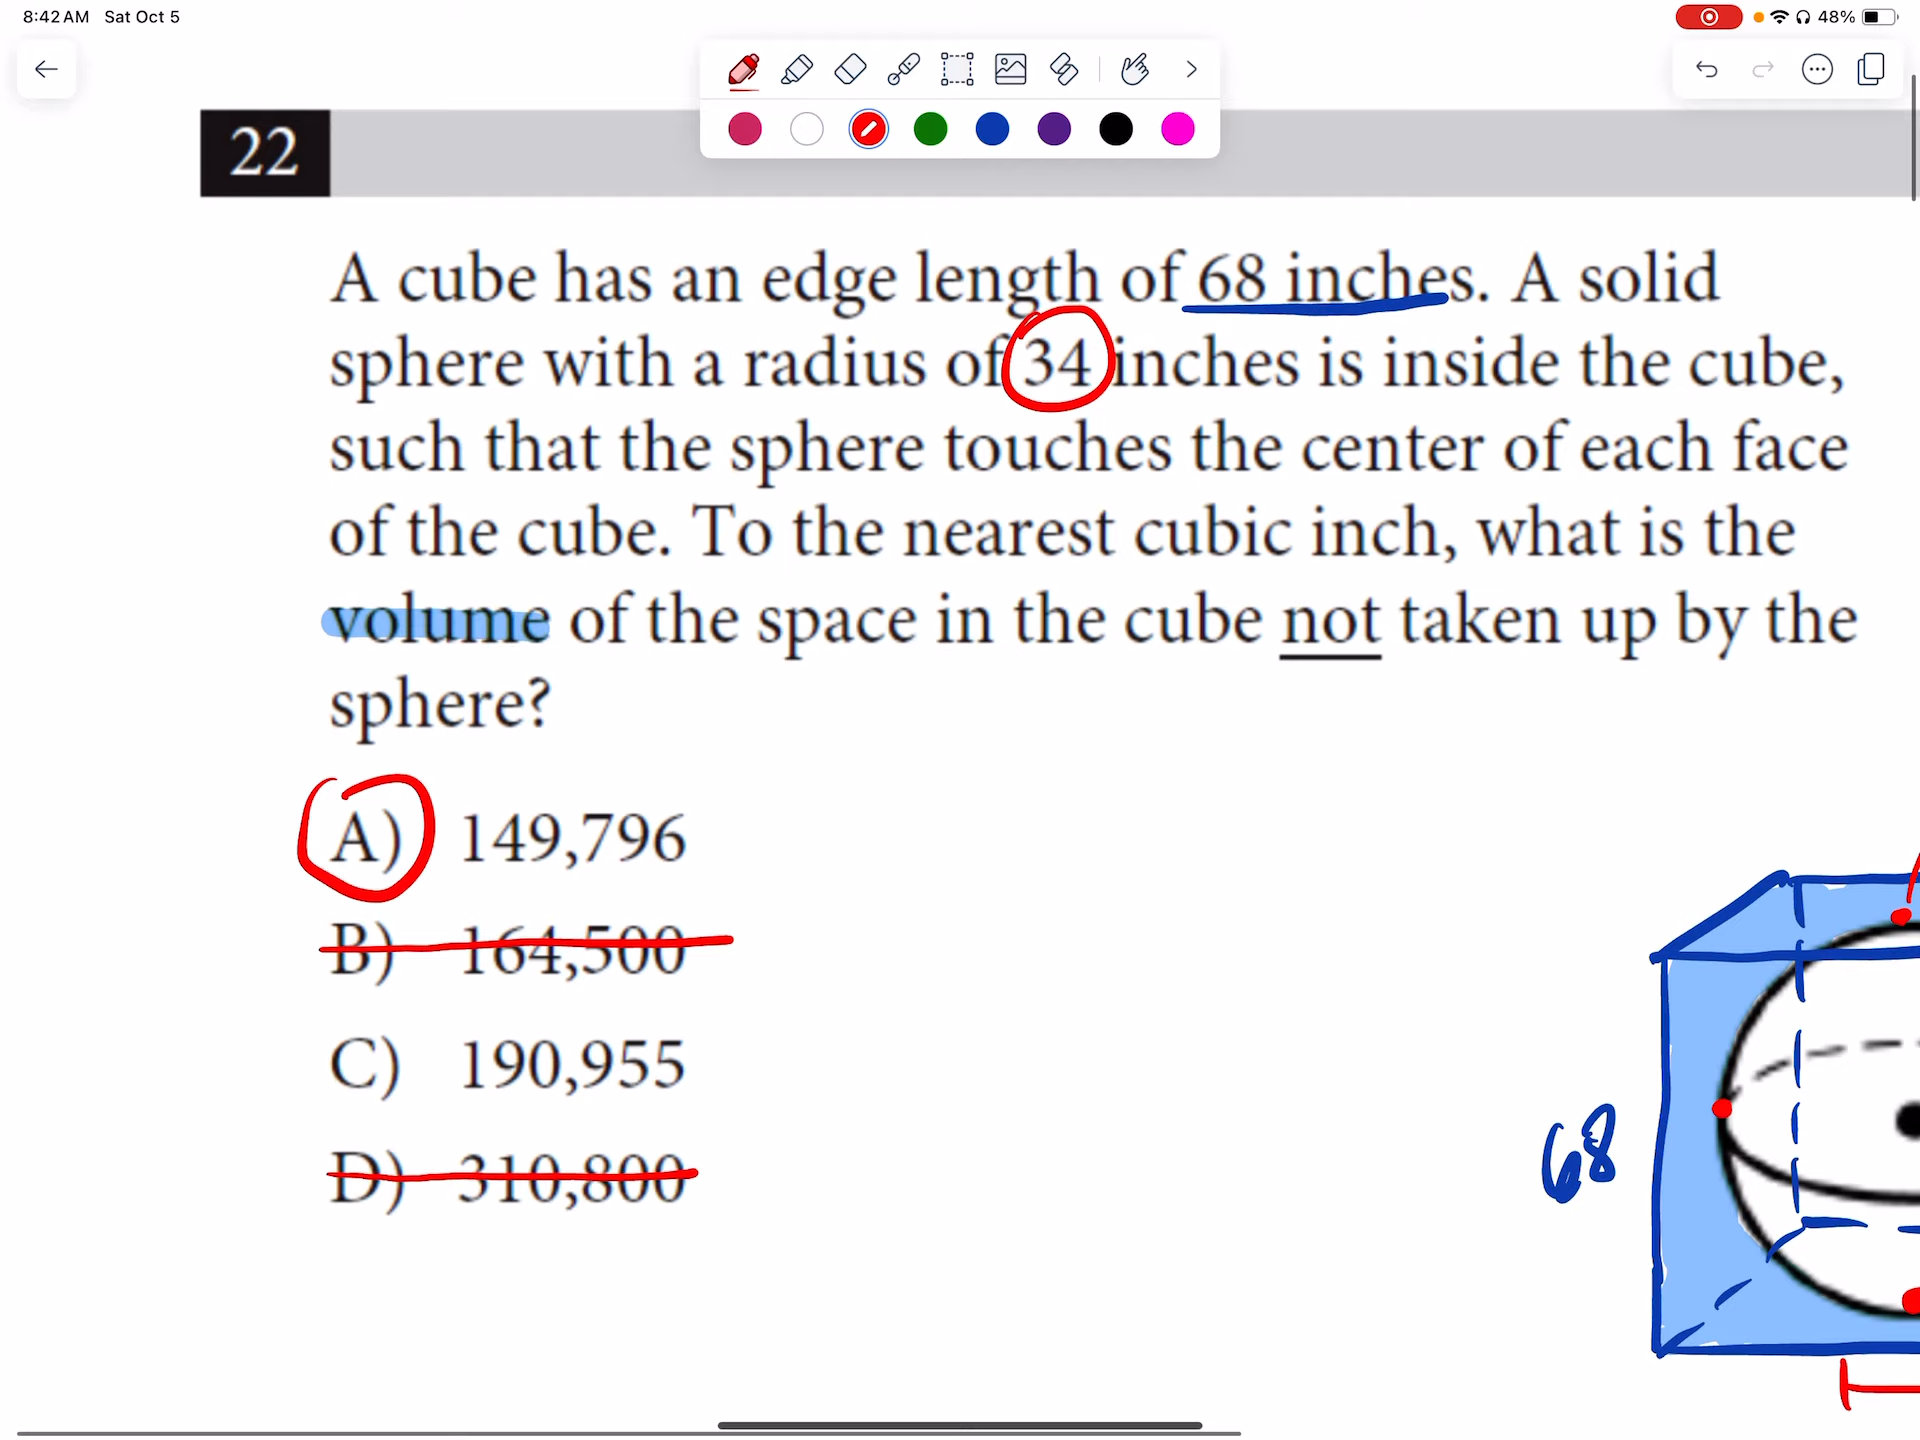 8:42 AM Sat Oct 5
48%
22
A cube has an edge length of 68 inches. A solid
sphere with a radius of 34 inches is inside the cube,
such that the sphere touches the center of each face
of the cube. To the nearest cubic inch, what is the
volume of the space in the cube not taken up by the
sphere?
A) 149,796
B) 164,500
C) 190,955
D) 310,800
68